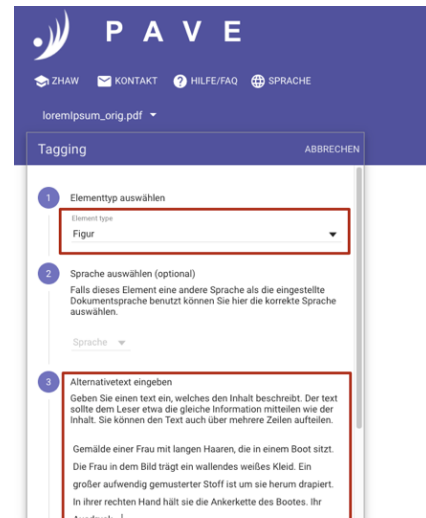 P A V E
ZHAW KONTAKT HILFE/FAQ SPRACHE
loremIpsum_orig.pdf
Tagging ABBRECHEN
1 Elementtyp auswählen
Element type
Figur
2 Sprache auswählen (optional)
Falls dieses Element eine andere Sprache als die eingestellte
Dokumentsprache benutzt können Sie hier die korrekte Sprache
auswählen.
Sprache
3 Alternativetext eingeben
Geben Sie einen text ein, welches den Inhalt beschreibt. Der text
sollte dem Leser etwa die gleiche Information mitteilen wie der
Inhalt. Sie können den Text auch über mehrere Zeilen aufteilen.
Gemälde einer Frau mit langen Haaren, die in einem Boot sitzt.
Die Frau in dem Bild trägt ein wallendes weißes Kleid. Ein
großer aufwendig gemusterter Stoff ist um sie herum drapiert.
In ihrer rechten Hand hält sie die Ankerkette des Bootes. Ihr